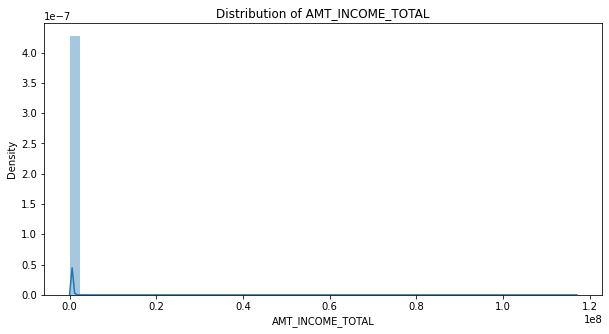 Distribution of AMT_INCOME_TOTAL
1e−7
4.0
3.5
3.0
2.5
2.0
1.5
1.0
0.5
0.0
Density
0.0 0.2 0.4 0.6 0.8 1.0 1.2
1e8
AMT_INCOME_TOTAL